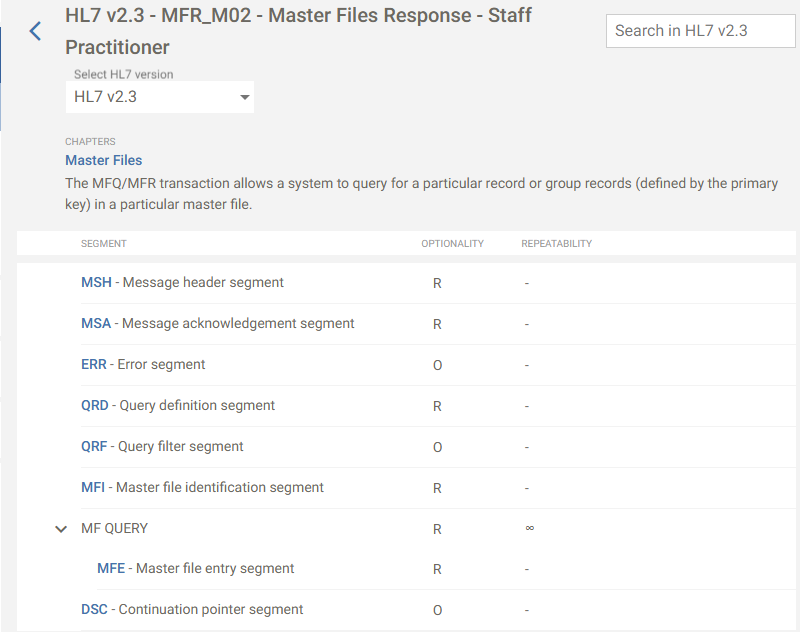 HL7 v2.3 - MFR_M02 - Master Files Response - Staff
Practitioner
Search in HL7 v2.3
Select HL7 version
HL7 v2.3
CHAPTERS
Master Files
The MFQ/MFR transaction allows a system to query for a particular record or group records (defined by the primary
key) in a particular master file.
SEGMENT OPTIONALITY REPEATABILITY
MSH - Message header segment R -
MSA - Message acknowledgement segment R -
ERR - Error segment O -
QRD - Query definition segment R -
QRF - Query filter segment O -
MFI - Master file identification segment R -
MF QUERY R ∞
MFE - Master file entry segment R -
DSC - Continuation pointer segment O -